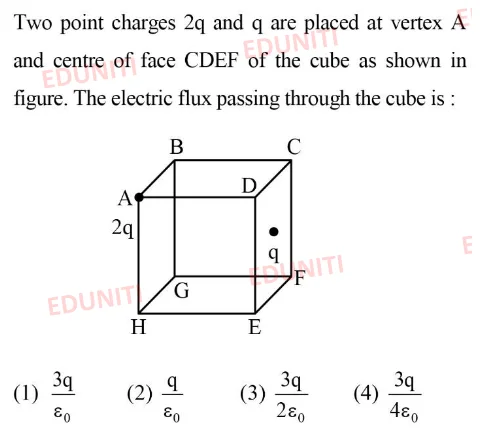 Two point charges 2q and q are placed at vertex A
and centre of face CDEF of the cube as shown in
figure. The electric flux passing through the cube is :
EDUNITI
EDUNITI
B
C
A
D
2q
q
G
F
EDUNITI
EDUNITI
H
E
(1) 3q/ε₀ (2) q/ε₀ (3) 3q/2ε₀ (4) 3q/4ε₀